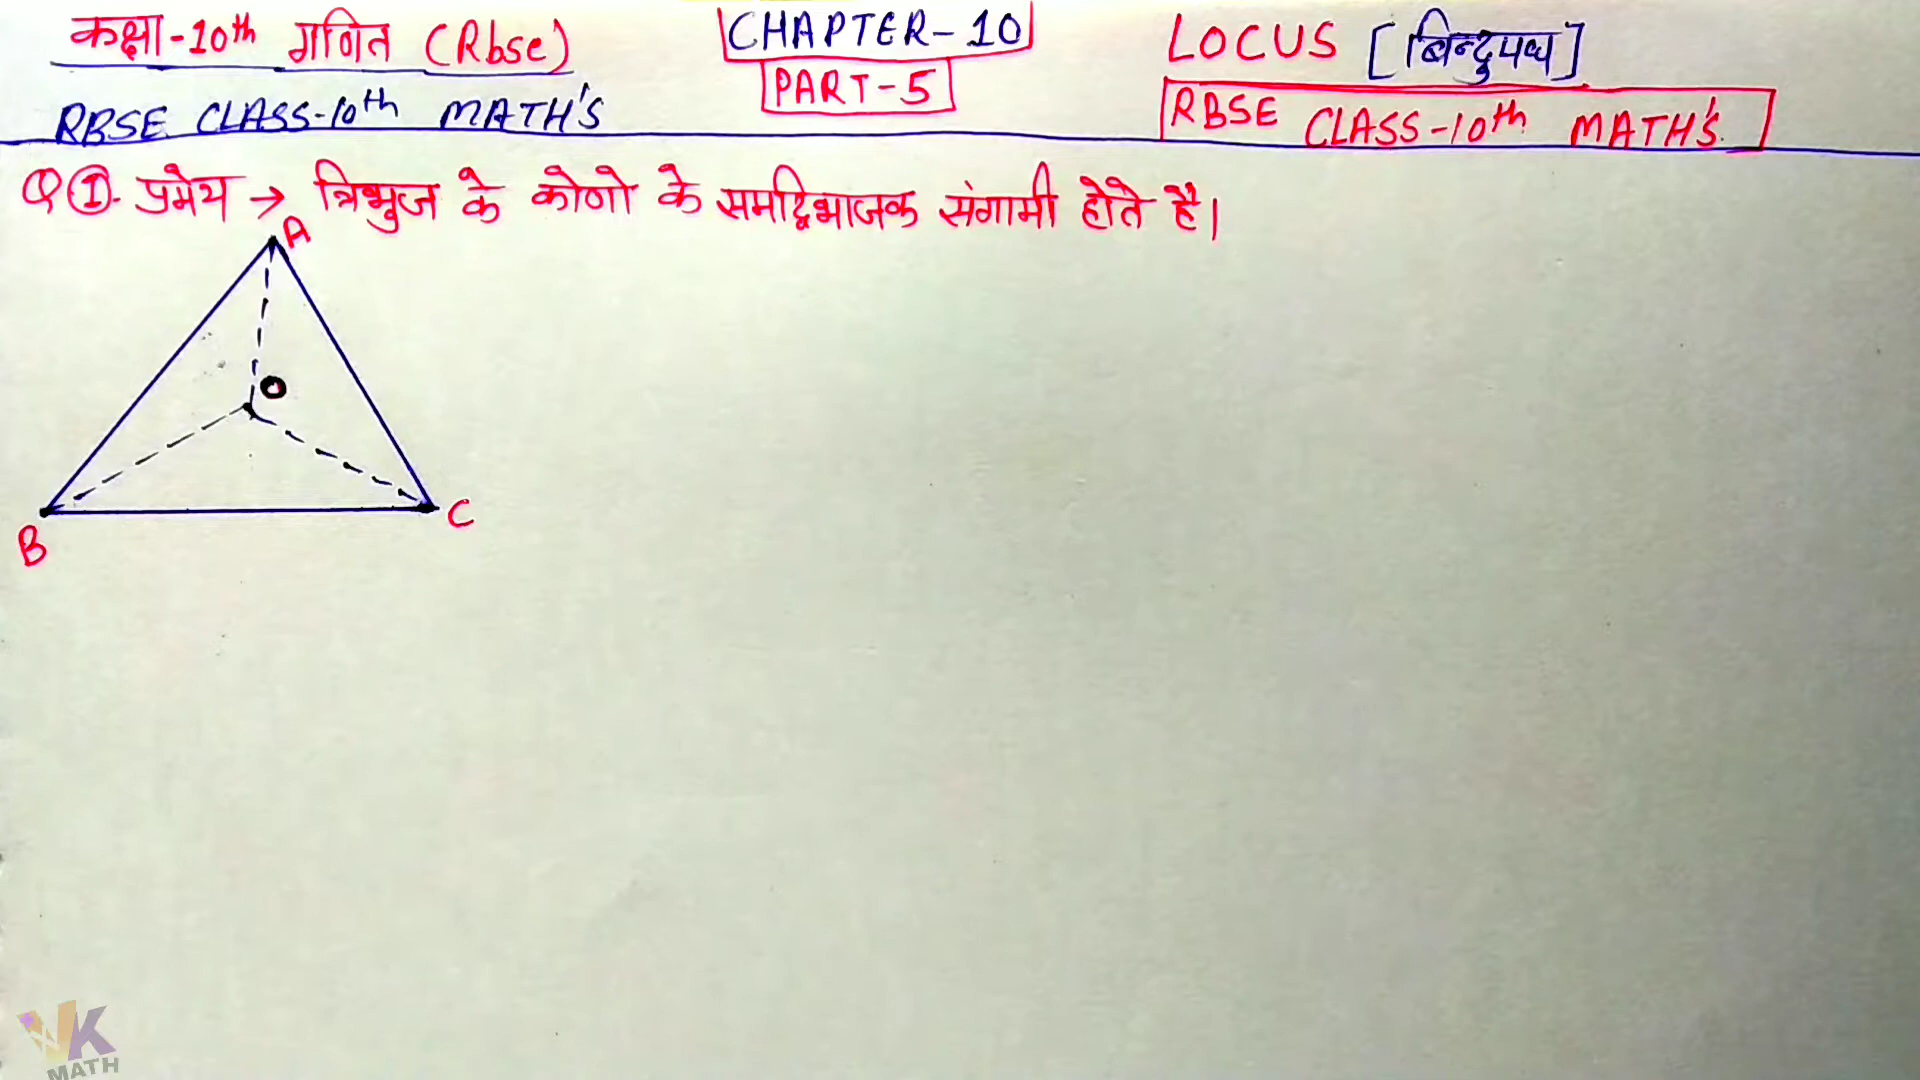 कक्षा-10th गणित (Rbse)
RBSE CLASS-10th MATH'S
CHAPTER-10
PART-5
LOCUS [बिन्दुपथ]
RBSE CLASS-10th MATH'S
Q①. प्रमेय → त्रिभुज के कोणो के समद्विभाजक संगामी होते है।
A
O
B
C
VK
MATH